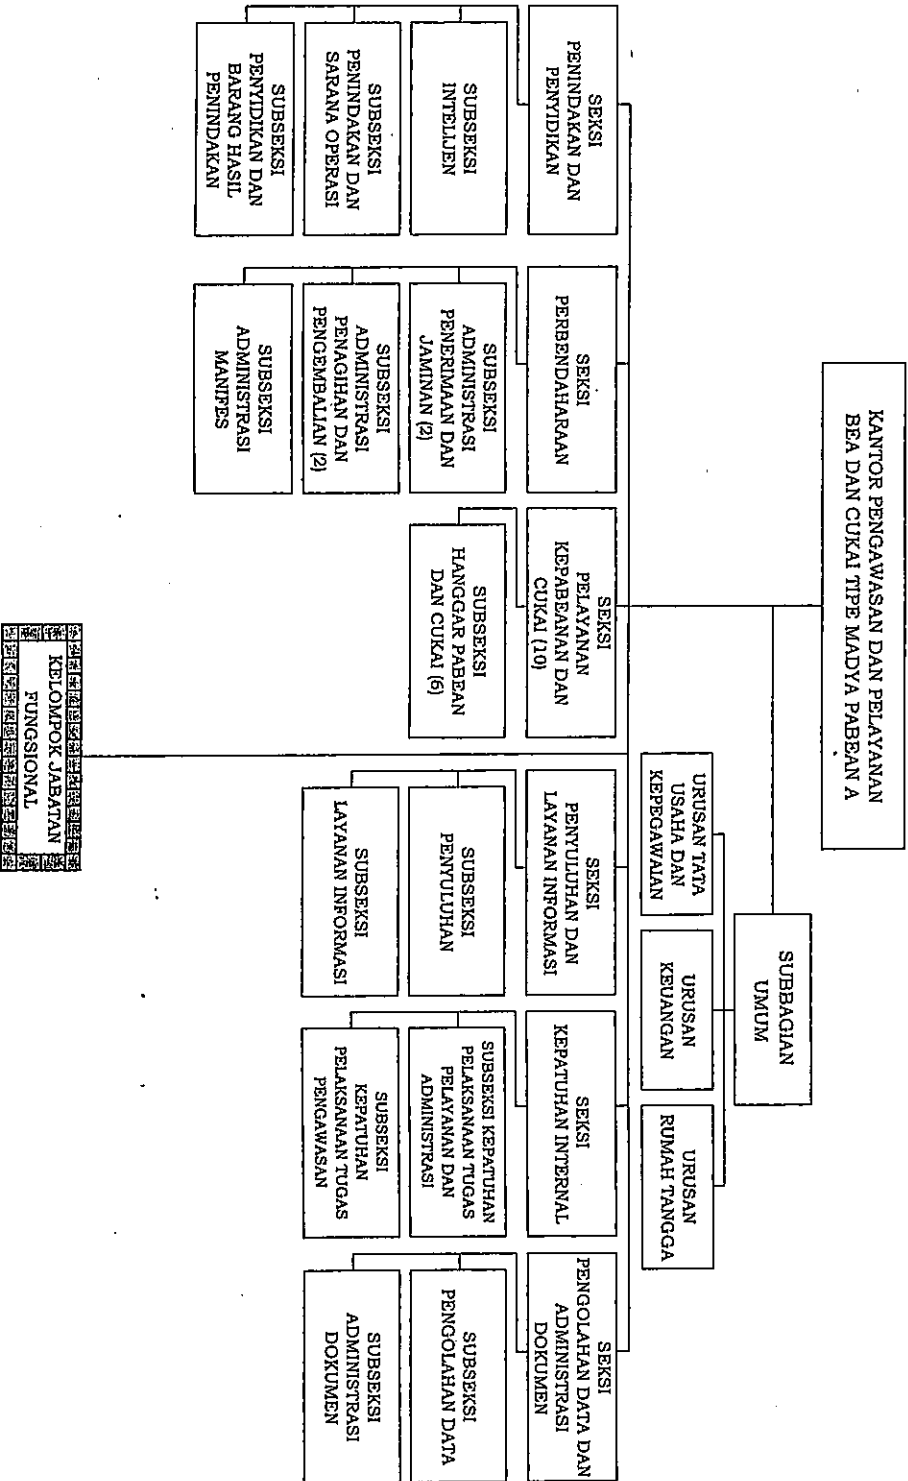 KANTOR PENGAWASAN DAN PELAYANAN
BEA DAN CUKAI TIPE MADYA PABEAN A
SUBBAGIAN
UMUM
URUSAN TATA
USAHA DAN
KEPEGAWAIAN
URUSAN
KEUANGAN
URUSAN
RUMAH TANGGA
SEKSI
PENINDAKAN DAN
PENYIDIKAN
SUBSEKSI
INTELIJEN
SUBSEKSI
PENINDAKAN DAN
SARANA OPERASI
SUBSEKSI
PENYIDIKAN DAN
BARANG HASIL
PENINDAKAN
SEKSI
PERBENDAHARAAN
SUBSEKSI
ADMINISTRASI
PENERIMAAN DAN
JAMINAN (2)
SUBSEKSI
ADMINISTRASI
PENAGIHAN DAN
PENGEMBALIAN (2)
SUBSEKSI
ADMINISTRASI
MANIFES
SEKSI
PELAYANAN
KEPABEANAN DAN
CUKAI (10)
SUBSEKSI
HANGGAR PABEAN
DAN CUKAI (6)
SEKSI
PENYULUHAN DAN
LAYANAN INFORMASI
SUBSEKSI
PENYULUHAN
SUBSEKSI
LAYANAN INFORMASI
SEKSI
KEPATUHAN INTERNAL
SUBSEKSI KEPATUHAN
PELAKSANAAN TUGAS
PELAYANAN DAN
ADMINISTRASI
SUBSEKSI
KEPATUHAN
PELAKSANAAN TUGAS
PENGAWASAN
SEKSI
PENGOLAHAN DATA DAN
ADMINISTRASI
DOKUMEN
SUBSEKSI
PENGOLAHAN DATA
SUBSEKSI
ADMINISTRASI
DOKUMEN
KELOMPOK JABATAN
FUNGSIONAL